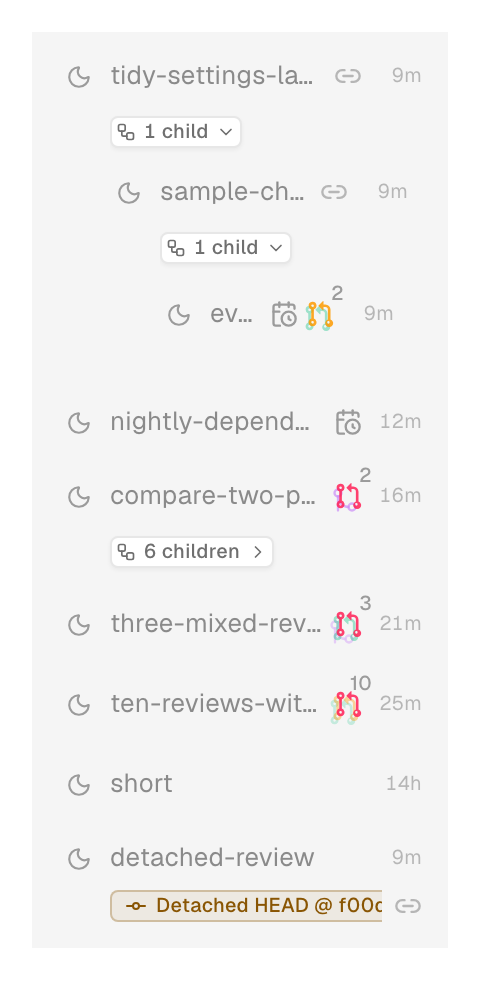 tidy-settings-la... 9m
1 child
sample-ch... 9m
1 child
ev... 2 9m
nightly-depend... 12m
compare-two-p... 2 16m
6 children
three-mixed-rev... 3 21m
ten-reviews-wit... 10 25m
short 14h
detached-review 9m
Detached HEAD @ f00